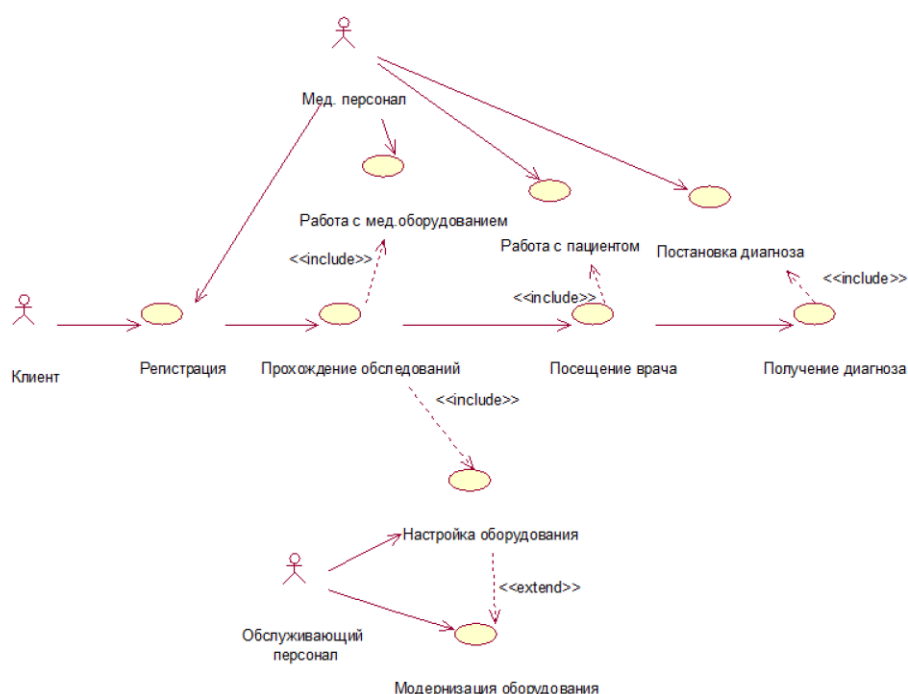 Мед. персонал
Работа с мед.оборудованием
Работа с пациентом
Постановка диагноза
<<include>>
<<include>>
<<include>>
Клиент
Регистрация
Прохождение обследований
Посещение врача
Получение диагноза
<<include>>
Настройка оборудования
<<extend>>
Обслуживающий
персонал
Модернизация оборудования